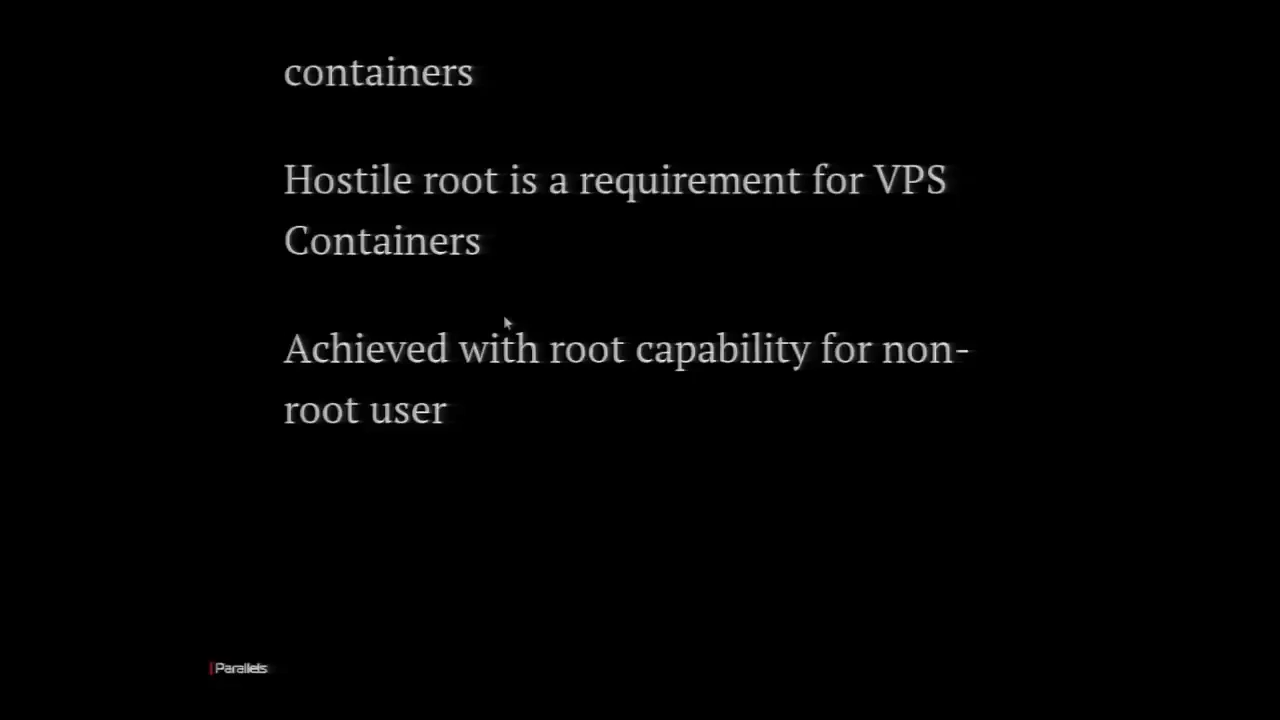 containers
Hostile root is a requirement for VPS
Containers
Achieved with root capability for non-
root user
Parallels